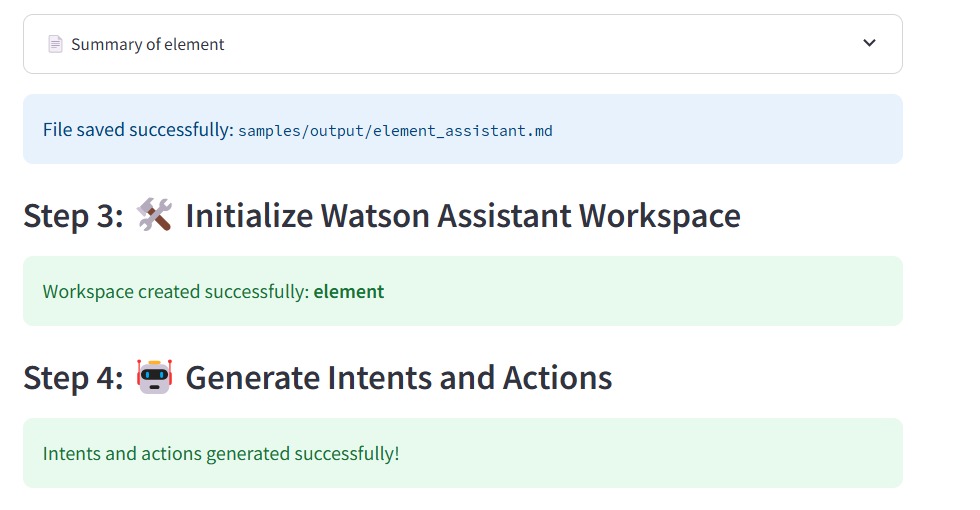 Summary of element
File saved successfully: samples/output/element_assistant.md
Step 3: 🛠️ Initialize Watson Assistant Workspace
Workspace created successfully: element
Step 4: 🤖 Generate Intents and Actions
Intents and actions generated successfully!